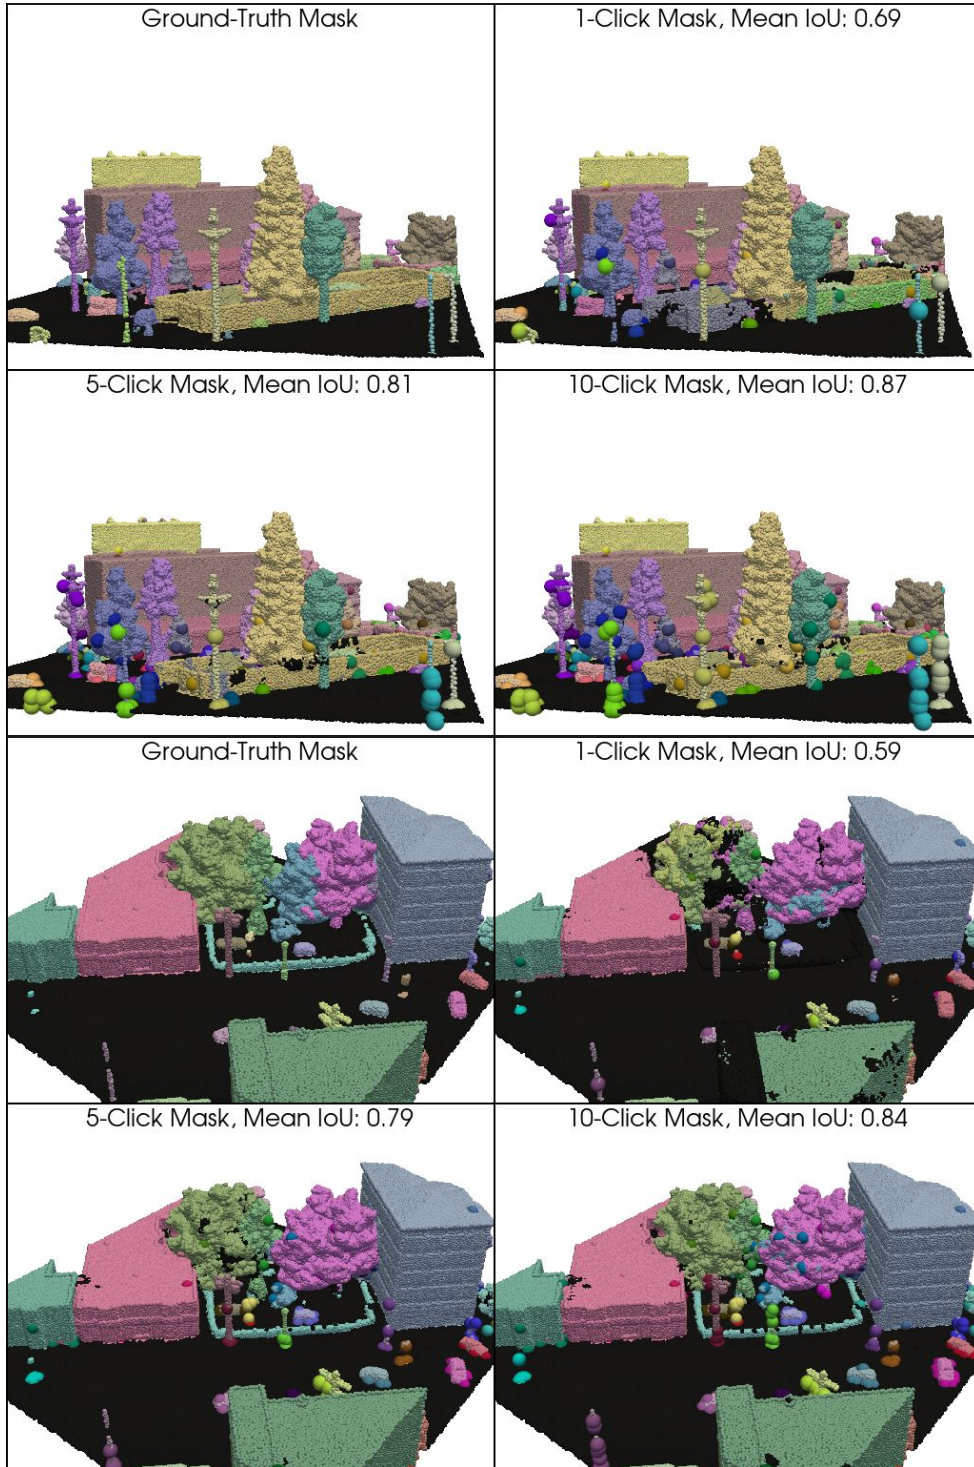 Ground-Truth Mask
1-Click Mask, Mean IoU: 0.69
5-Click Mask, Mean IoU: 0.81
10-Click Mask, Mean IoU: 0.87
Ground-Truth Mask
1-Click Mask, Mean IoU: 0.59
5-Click Mask, Mean IoU: 0.79
10-Click Mask, Mean IoU: 0.84